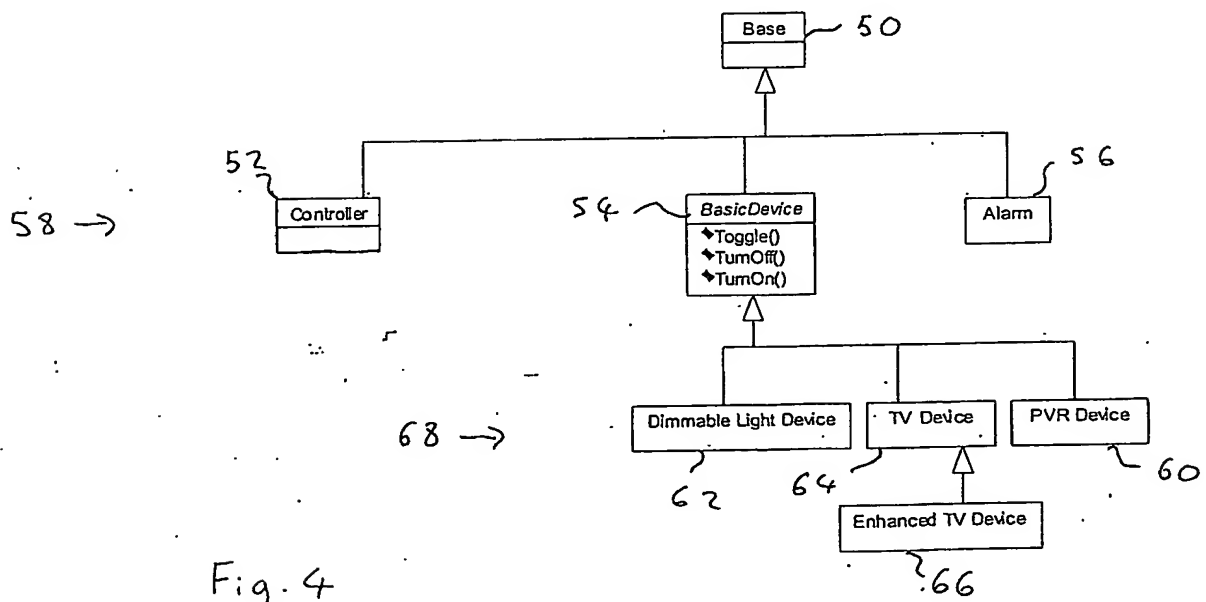 Base
50
52
56
58 →
Controller
54
BasicDevice
Alarm
Toggle()
TurnOff()
TurnOn()
68 →
Dimmable Light Device
TV Device
PVR Device
62
64
60
Enhanced TV Device
66
Fig. 4